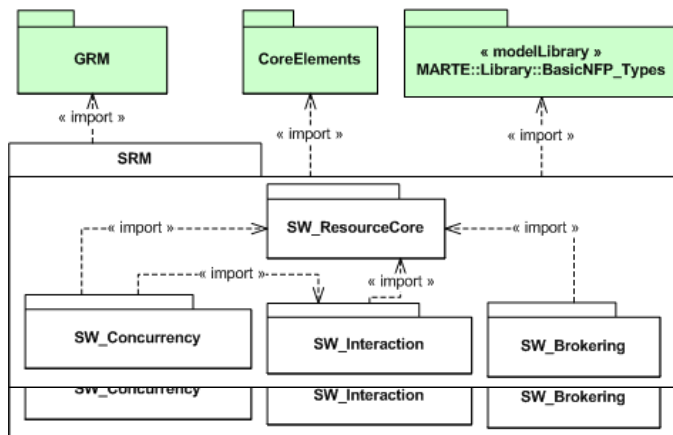 GRM
CoreElements
« modelLibrary »
MARTE::Library::BasicNFP_Types
« import »
« import »
« import »
SRM
« import »
SW_ResourceCore
« import »
« import »
« import »
SW_Concurrency
SW_Interaction
SW_Brokering
SW_Concurrency
SW_Interaction
SW_Brokering